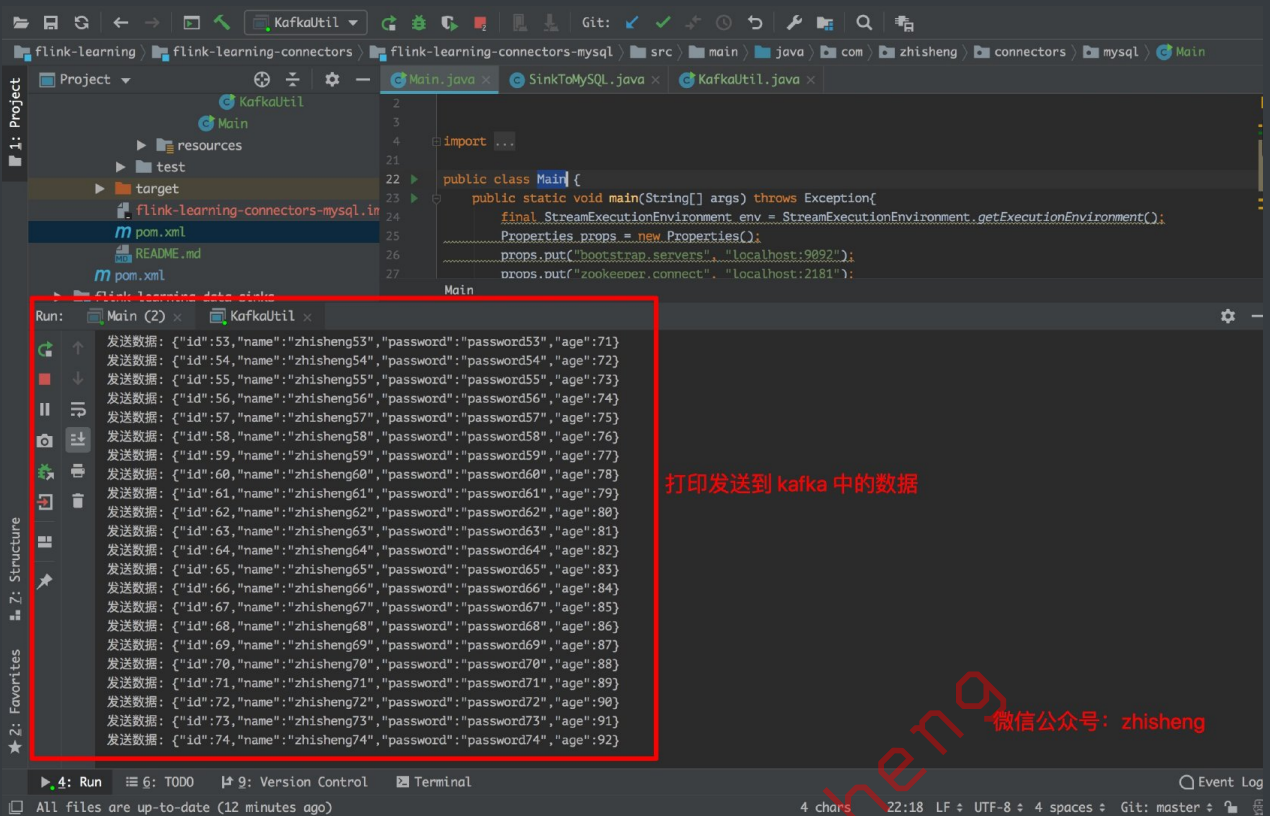 KafkaUtil
Git:
flink-learning
flink-learning-connectors
flink-learning-connectors-mysql
src
main
java
com
zhisheng
connectors
mysql
Main
1: Project
Project
Main.java
SinkToMySQL.java
KafkaUtil.java
KafkaUtil
Main
resources
test
target
flink-learning-connectors-mysql.im
pom.xml
README.md
pom.xml
flink-learning-data-sinks
2
3
4 import ...
21
22 public class Main {
23 public static void main(String[] args) throws Exception{
24 final StreamExecutionEnvironment env = StreamExecutionEnvironment.getExecutionEnvironment();
25 Properties props = new Properties();
26 props.put("bootstrap.servers", "localhost:9092");
27 props.put("zookeeper.connect", "localhost:2181");
Main
Run: Main (2) KafkaUtil
发送数据: {"id":53,"name":"zhisheng53","password":"password53","age":71}
发送数据: {"id":54,"name":"zhisheng54","password":"password54","age":72}
发送数据: {"id":55,"name":"zhisheng55","password":"password55","age":73}
发送数据: {"id":56,"name":"zhisheng56","password":"password56","age":74}
发送数据: {"id":57,"name":"zhisheng57","password":"password57","age":75}
发送数据: {"id":58,"name":"zhisheng58","password":"password58","age":76}
发送数据: {"id":59,"name":"zhisheng59","password":"password59","age":77}
发送数据: {"id":60,"name":"zhisheng60","password":"password60","age":78}
发送数据: {"id":61,"name":"zhisheng61","password":"password61","age":79}
发送数据: {"id":62,"name":"zhisheng62","password":"password62","age":80}
发送数据: {"id":63,"name":"zhisheng63","password":"password63","age":81}
发送数据: {"id":64,"name":"zhisheng64","password":"password64","age":82}
发送数据: {"id":65,"name":"zhisheng65","password":"password65","age":83}
发送数据: {"id":66,"name":"zhisheng66","password":"password66","age":84}
发送数据: {"id":67,"name":"zhisheng67","password":"password67","age":85}
发送数据: {"id":68,"name":"zhisheng68","password":"password68","age":86}
发送数据: {"id":69,"name":"zhisheng69","password":"password69","age":87}
发送数据: {"id":70,"name":"zhisheng70","password":"password70","age":88}
发送数据: {"id":71,"name":"zhisheng71","password":"password71","age":89}
发送数据: {"id":72,"name":"zhisheng72","password":"password72","age":90}
发送数据: {"id":73,"name":"zhisheng73","password":"password73","age":91}
发送数据: {"id":74,"name":"zhisheng74","password":"password74","age":92}
打印发送到 kafka 中的数据
微信公众号：zhisheng
heng
7: Structure
2: Favorites
4: Run
6: TODO
9: Version Control
Terminal
Event Log
All files are up-to-date (12 minutes ago)
4 chars
22:18
LF
UTF-8
4 spaces
Git: master